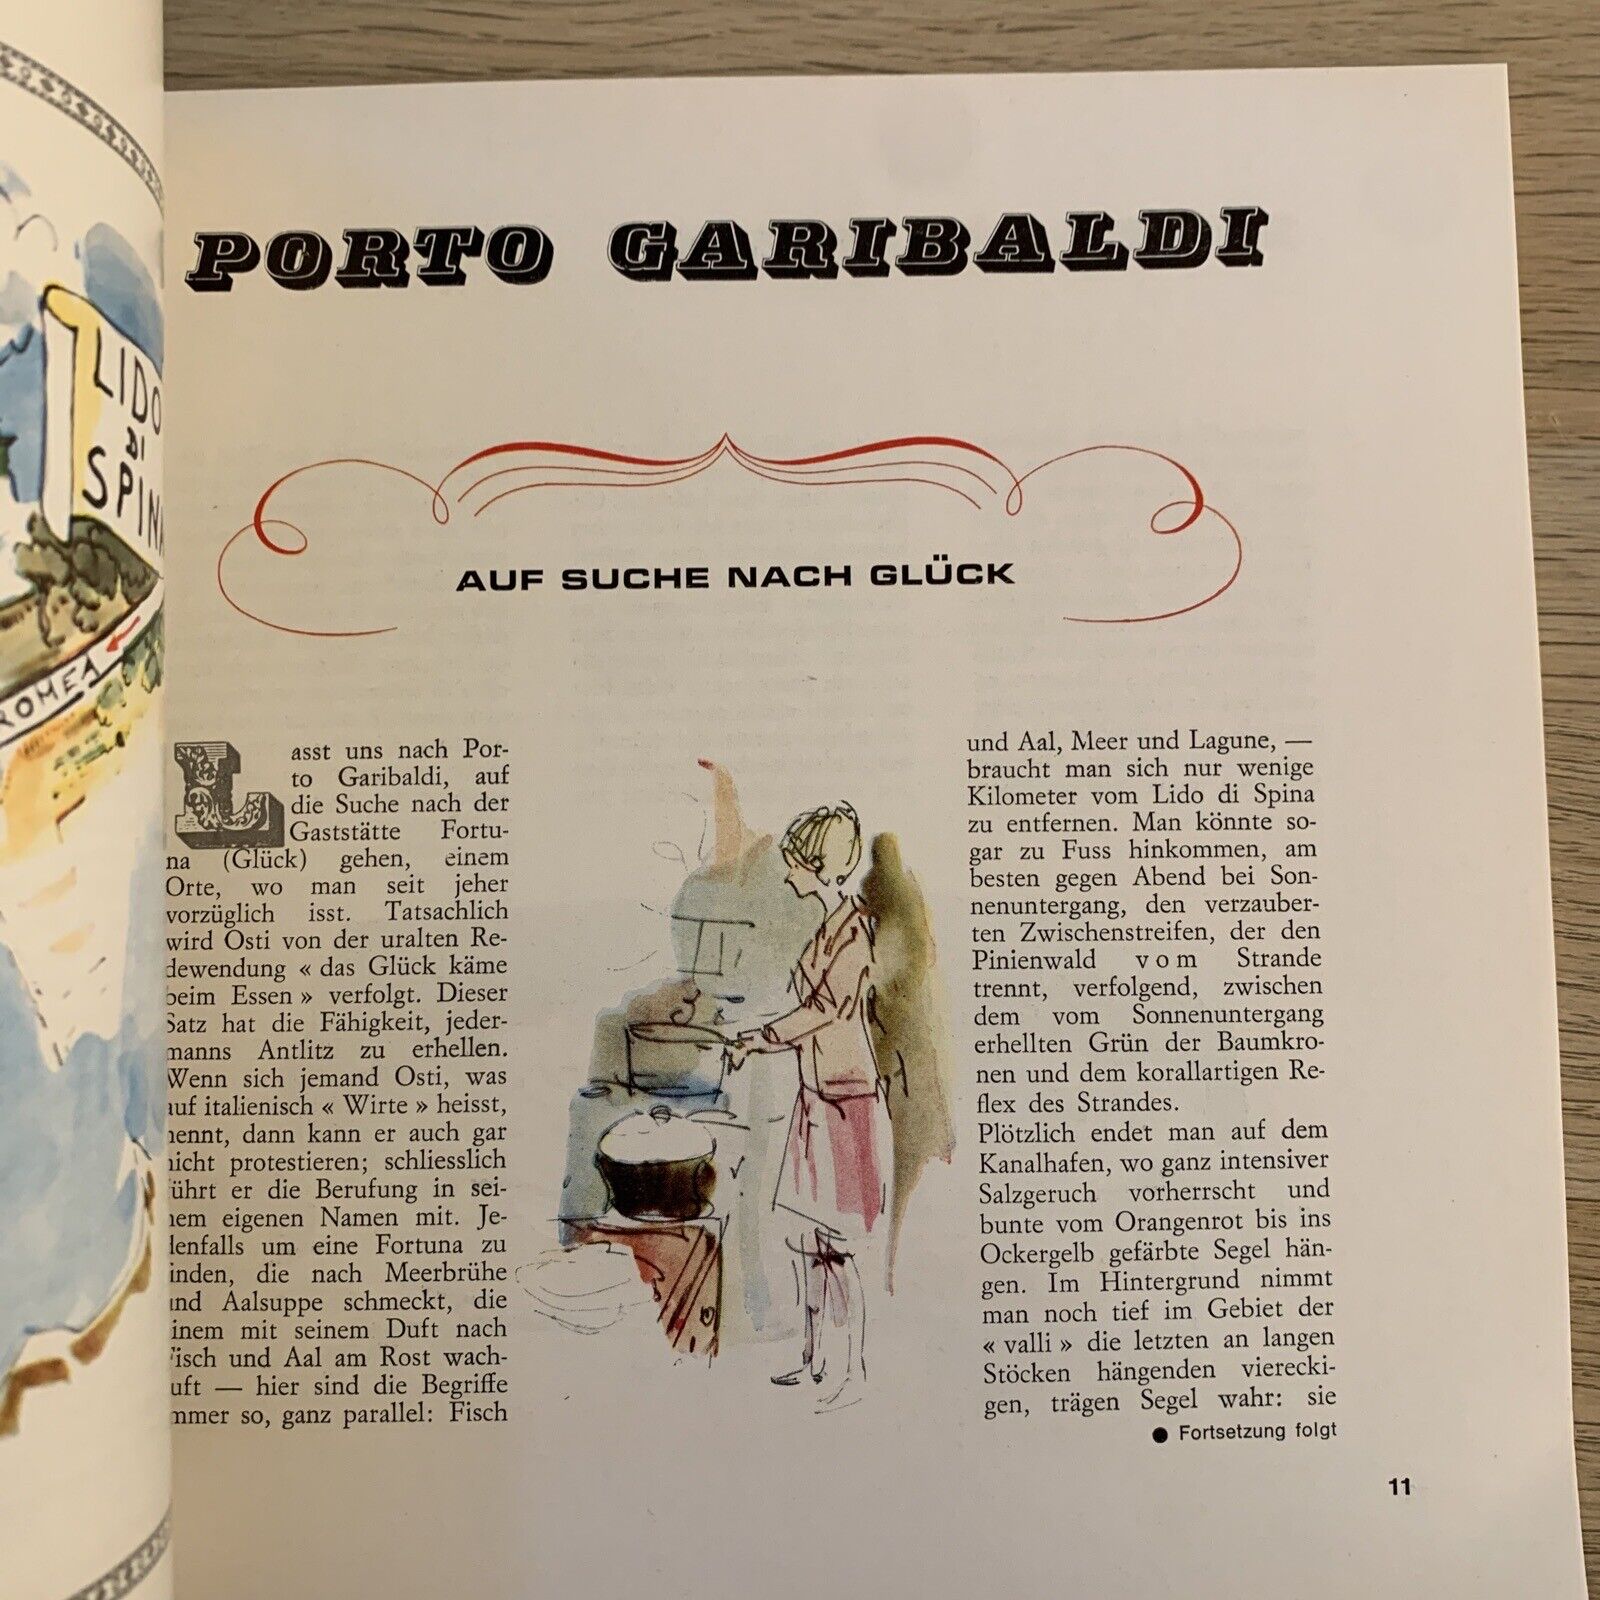 LIDO
di
SPIN
ROMEA
PORTO GARIBALDI
AUF SUCHE NACH GLÜCK
Lasst uns nach Por-
to Garibaldi, auf
die Suche nach der
Gaststätte Fortu-
na (Glück) gehen, einem
Orte, wo man seit jeher
vorzüglich isst. Tatsachlich
wird Osti von der uralten Re-
dewendung « das Glück käme
beim Essen » verfolgt. Dieser
Satz hat die Fähigkeit, jeder-
manns Antlitz zu erhellen.
Wenn sich jemand Osti, was
auf italienisch « Wirte » heisst,
nennt, dann kann er auch gar
nicht protestieren; schliesslich
führt er die Berufung in sei-
nem eigenen Namen mit. Je-
denfalls um eine Fortuna zu
finden, die nach Meerbrühe
und Aalsuppe schmeckt, die
einem mit seinem Duft nach
Fisch und Aal am Rost wach-
ruft — hier sind die Begriffe
immer so, ganz parallel: Fisch
und Aal, Meer und Lagune, —
braucht man sich nur wenige
Kilometer vom Lido di Spina
zu entfernen. Man könnte so-
gar zu Fuss hinkommen, am
besten gegen Abend bei Son-
nenuntergang, den verzauber-
ten Zwischenstreifen, der den
Pinienwald vom Strande
trennt, verfolgend, zwischen
dem vom Sonnenuntergang
erhellten Grün der Baumkro-
nen und dem korallartigen Re-
flex des Strandes.
Plötzlich endet man auf dem
Kanalhafen, wo ganz intensiver
Salzgeruch vorherrscht und
bunte vom Orangenrot bis ins
Ockergelb gefärbte Segel hän-
gen. Im Hintergrund nimmt
man noch tief im Gebiet der
« valli » die letzten an langen
Stöcken hängenden vierecki-
gen, trägen Segel wahr: sie
● Fortsetzung folgt
11